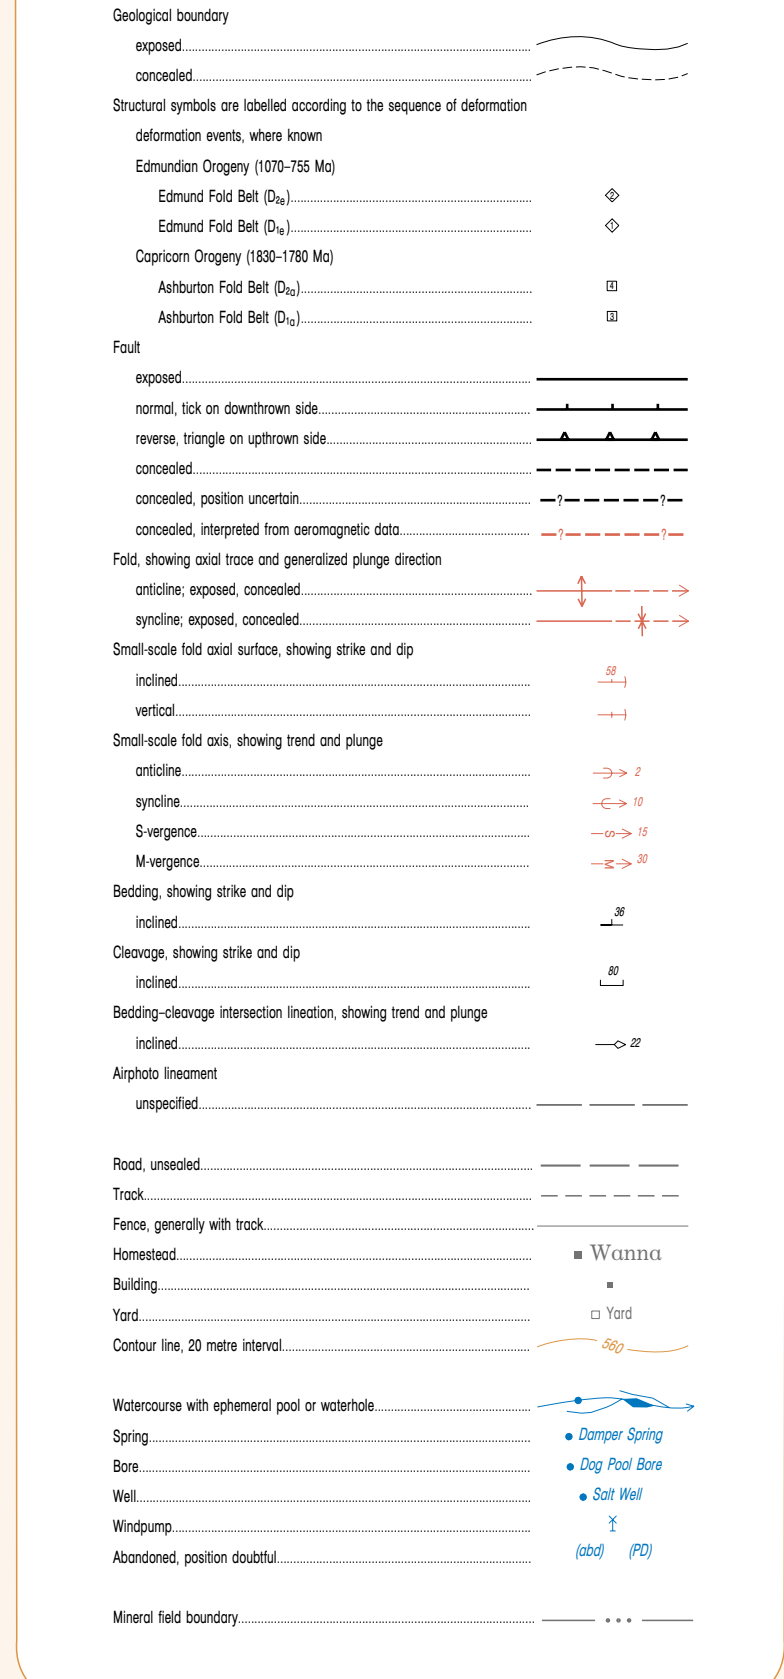 Geological boundary
exposed
concealed
Structural symbols are labelled according to the sequence of deformation
deformation events, where known
Edmundian Orogeny (1070–755 Ma)
Edmund Fold Belt (D₂ₑ) 2
Edmund Fold Belt (D₁ₑ) 1
Capricorn Orogeny (1830–1780 Ma)
Ashburton Fold Belt (D₂ₐ) 4
Ashburton Fold Belt (D₁ₐ) 3
Fault
exposed
normal, tick on downthrown side
reverse, triangle on upthrown side
concealed
concealed, position uncertain ? ?
concealed, interpreted from aeromagnetic data ? ?
Fold, showing axial trace and generalized plunge direction
anticline; exposed, concealed
syncline; exposed, concealed
Small-scale fold axial surface, showing strike and dip
inclined 58
vertical
Small-scale fold axis, showing trend and plunge
anticline 2
syncline 10
S-vergence S 15
M-vergence M 30
Bedding, showing strike and dip
inclined 36
Cleavage, showing strike and dip
inclined 80
Bedding–cleavage intersection lineation, showing trend and plunge
inclined 22
Airphoto lineament
unspecified
Road, unsealed
Track
Fence, generally with track
Homestead Wanna
Building
Yard Yard
Contour line, 20 metre interval 560
Watercourse with ephemeral pool or waterhole
Spring Damper Spring
Bore Dog Pool Bore
Well Salt Well
Windpump
Abandoned, position doubtful (abd) (PD)
Mineral field boundary